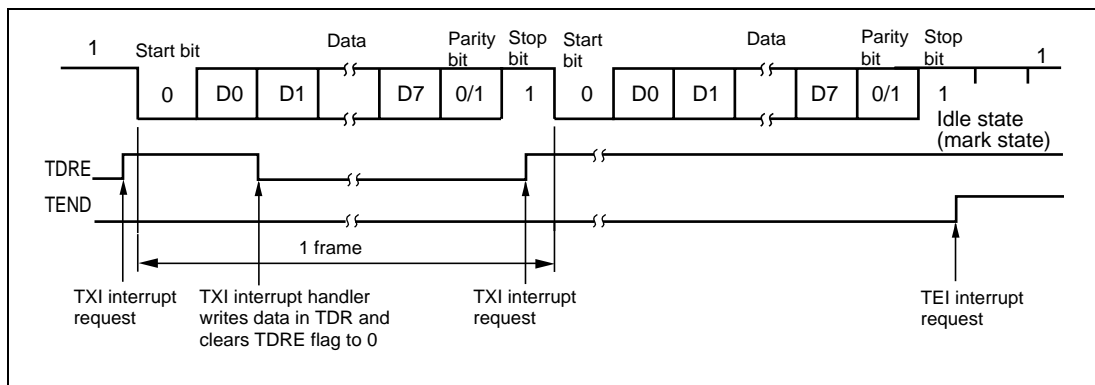 1 Start bit Data Parity bit Stop bit Start bit Data Parity bit Stop bit 1
0 D0 D1 D7 0/1 1 0 D0 D1 D7 0/1 1
Idle state
(mark state)
TDRE
TEND
1 frame
TXI interrupt
request
TXI interrupt handler
writes data in TDR and
clears TDRE flag to 0
TXI interrupt
request
TEI interrupt
request